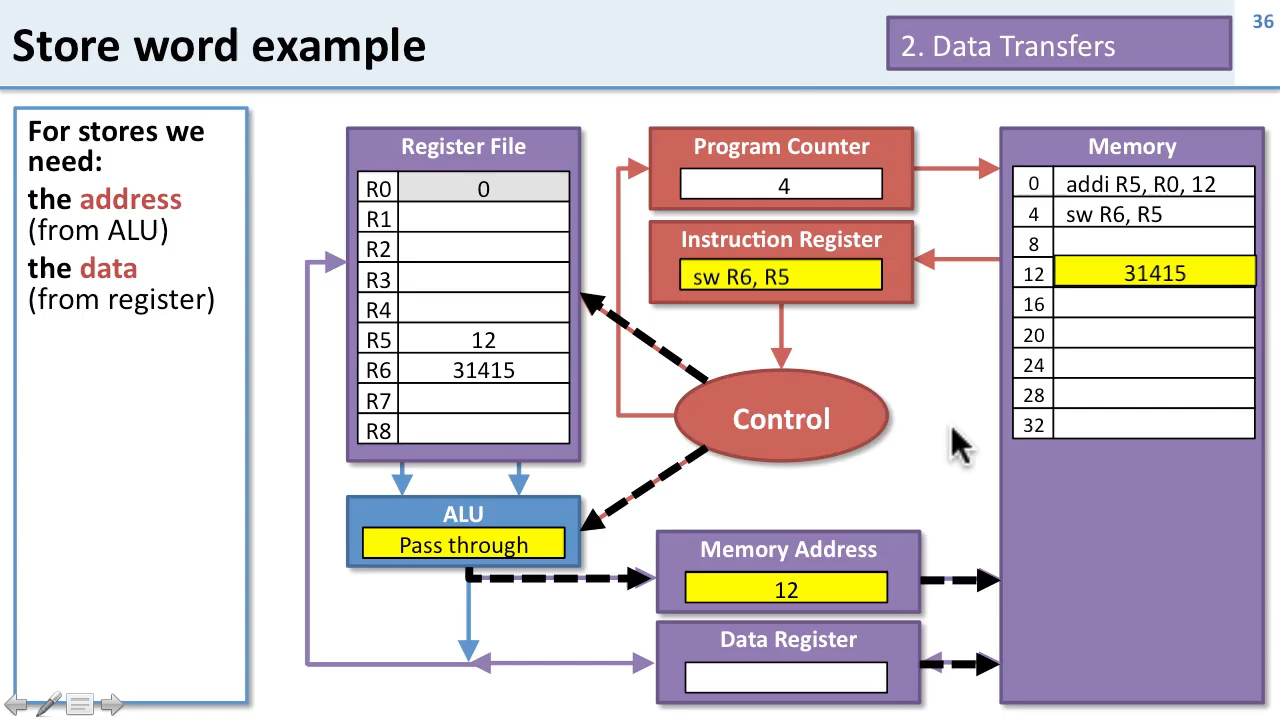 Store word example
2. Data Transfers
36
For stores we
need:
the address
(from ALU)
the data
(from register)
Register File
R0 0
R1
R2
R3
R4
R5 12
R6 31415
R7
R8
ALU
Pass through
Program Counter
4
Instruction Register
sw R6, R5
Control
Memory Address
12
Data Register
Memory
0 addi R5, R0, 12
4 sw R6, R5
8
12 31415
16
20
24
28
32